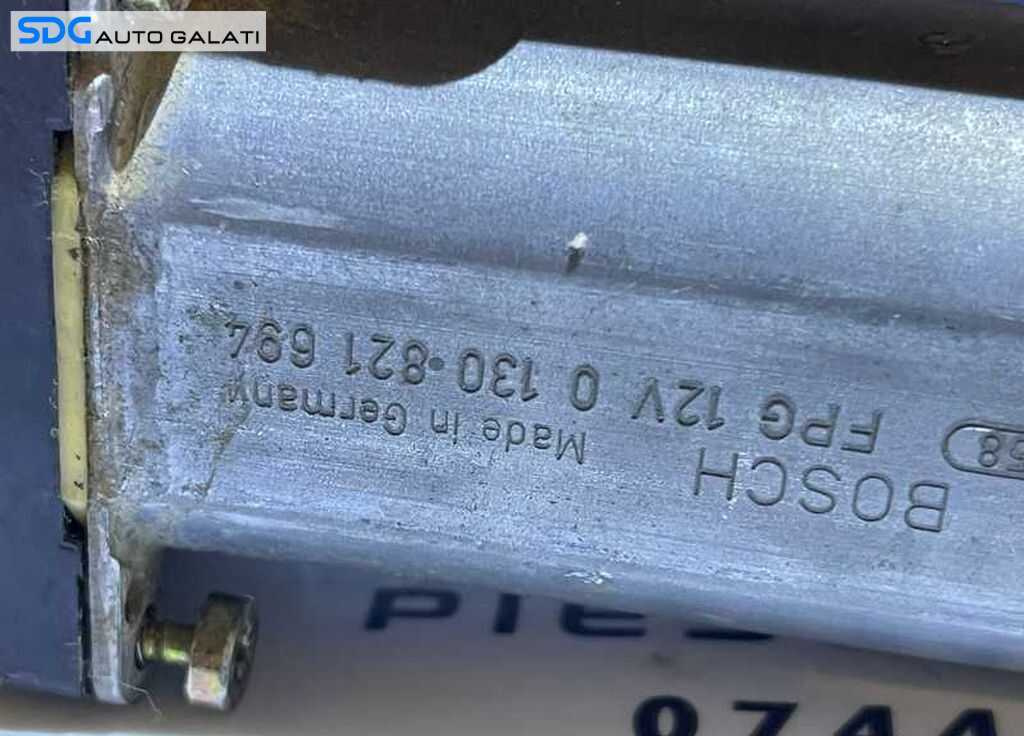 SDG AUTO GALATI
BOSCH
Made in Germany
FPG 12V 0 130 821 694